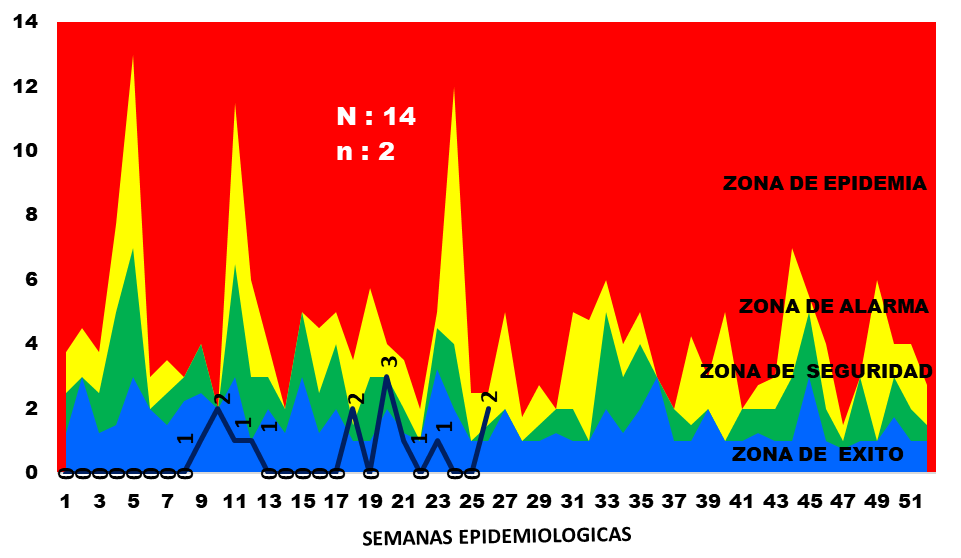 14
12
N : 14
10
n : 2
ZONA DE EPIDEMIA
8
6
ZONA DE ALARMA
4
ZONA DE SEGURIDAD
2
ZONA DE EXITO
0
0 0 0 0 0 0 0 0 1 2 1 1 0 0 0 0 0 2 0 3 1 0 1 0 0 2
1 3 5 7 9 11 13 15 17 19 21 23 25 27 29 31 33 35 37 39 41 43 45 47 49 51
SEMANAS EPIDEMIOLOGICAS